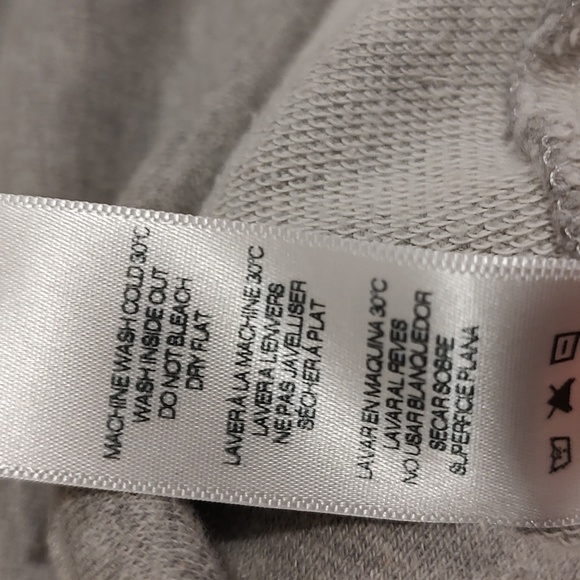 MACHINE WASH COLD 30°C
WASH INSIDE OUT
DO NOT BLEACH
DRY FLAT
LAVER À LA MACHINE 30°C
LAVER À L'ENVERS
NE PAS JAVELLISER
SÉCHER À PLAT
LAVAR EN MAQUINA 30°C
LAVAR AL REVES
NO USAR BLANQUEDOR
SECAR SOBRE
SUPERFICIE PLANA